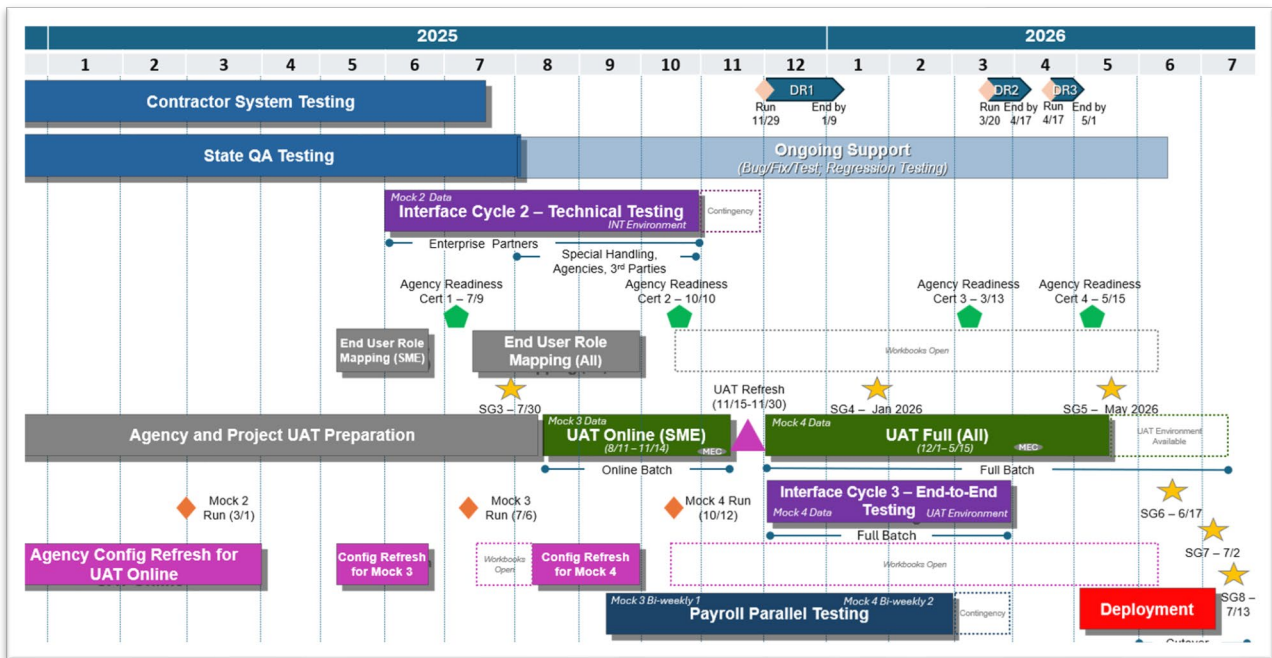 2025
2026
1 2 3 4 5 6 7 8 9 10 11 12 1 2 3 4 5 6 7
Contractor System Testing
DR1
DR2
DR3
Run
11/29
End by
1/9
Run
3/20
End by
4/17
Run
4/17
End by
5/1
State QA Testing
Ongoing Support
(Bug/Fix/Test; Regression Testing)
Mock 2 Data
Interface Cycle 2 – Technical Testing
INT Environment
Contingency
Enterprise Partners
Special Handling,
Agencies, 3rd Parties
Agency Readiness
Cert 1 – 7/9
Agency Readiness
Cert 2 – 10/10
Agency Readiness
Cert 3 – 3/13
Agency Readiness
Cert 4 – 5/15
End User Role
Mapping (SME)
End User Role
Mapping (All)
Workbooks Open
SG3 – 7/30
UAT Refresh
(11/15-11/30)
SG4 – Jan 2026
SG5 – May 2026
Agency and Project UAT Preparation
Mock 3 Data
UAT Online (SME)
(8/11 – 11/14)
MEC
Mock 4 Data
UAT Full (All)
(12/1– 5/15)
MEC
UAT Environment
Available
Online Batch
Full Batch
Mock 2
Run (3/1)
Mock 3
Run (7/6)
Mock 4 Run
(10/12)
Interface Cycle 3 – End-to-End
Testing
Mock 4 Data
UAT Environment
Full Batch
SG6 – 6/17
SG7 – 7/2
SG8 –
7/13
Agency Config Refresh for
UAT Online
Config Refresh
for Mock 3
Workbooks
Open
Config Refresh
for Mock 4
Workbooks Open
Mock 3 Bi-weekly 1
Payroll Parallel Testing
Mock 4 Bi-weekly 2
Contingency
Deployment